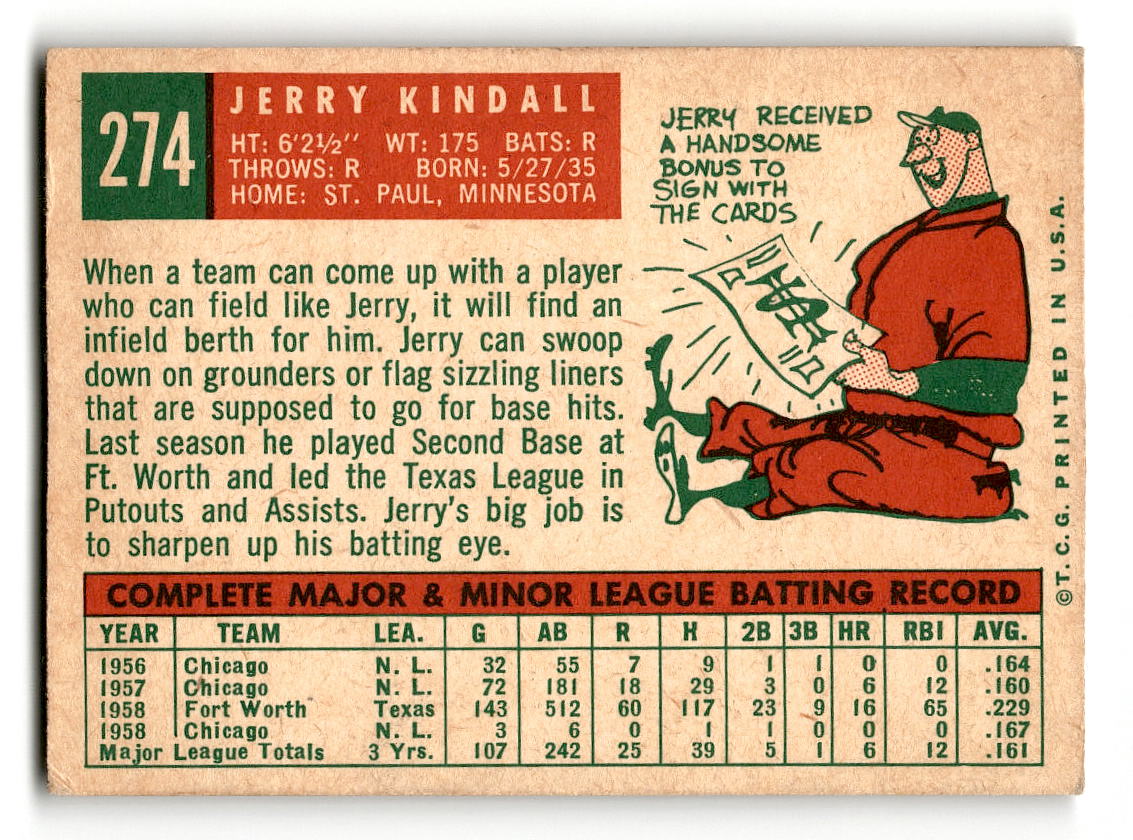 274
JERRY KINDALL
HT: 6'2½" WT: 175 BATS: R
THROWS: R BORN: 5/27/35
HOME: ST. PAUL, MINNESOTA
JERRY RECEIVED
A HANDSOME
BONUS TO
SIGN WITH
THE CARDS
When a team can come up with a player
who can field like Jerry, it will find an
infield berth for him. Jerry can swoop
down on grounders or flag sizzling liners
that are supposed to go for base hits.
Last season he played Second Base at
Ft. Worth and led the Texas League in
Putouts and Assists. Jerry's big job is
to sharpen up his batting eye.
©T. C. G. PRINTED IN U.S.A.
COMPLETE MAJOR & MINOR LEAGUE BATTING RECORD
YEAR TEAM LEA. G AB R H 2B 3B HR RBI AVG.
1956 Chicago N. L. 32 55 7 9 1 1 0 0 .164
1957 Chicago N. L. 72 181 18 29 3 0 6 12 .160
1958 Fort Worth Texas 143 512 60 117 23 9 16 65 .229
1958 Chicago N. L. 3 6 0 1 1 0 0 0 .167
Major League Totals 3 Yrs. 107 242 25 39 5 1 6 12 .161